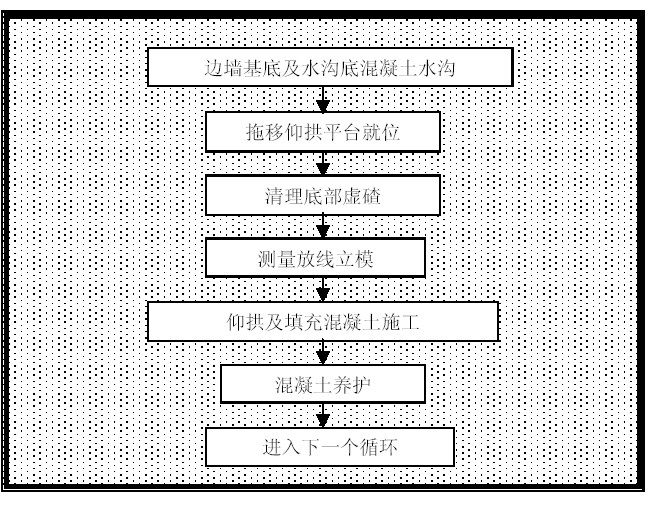 边墙基底及水沟底混凝土水沟
拖移仰拱平台就位
清理底部虚碴
测量放线立模
仰拱及填充混凝土施工
混凝土养护
进入下一个循环